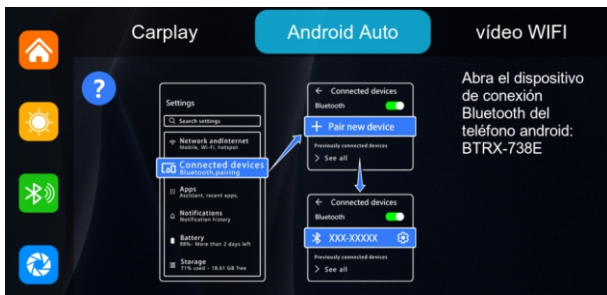 Carplay
Android Auto
vídeo WIFI
?
Settings
Search settings
Network andInternet
Mobile, Wi-Fi, hotspot
Connected devices
Bluetooth,pairing
Apps
Assistant, recent apps,
Notifications
Notification history
Battery
88%- More than 2 days left
Storage
71% used - 18.61 GB free
← Connected devices
Bluetooth
+ Pair new device
Previously connected devices
> See all
← Connected devices
Bluetooth
XXX-XXXXX
Previously connected devices
> See all
Abra el dispositivo
de conexión
Bluetooth del
teléfono android:
BTRX-738E